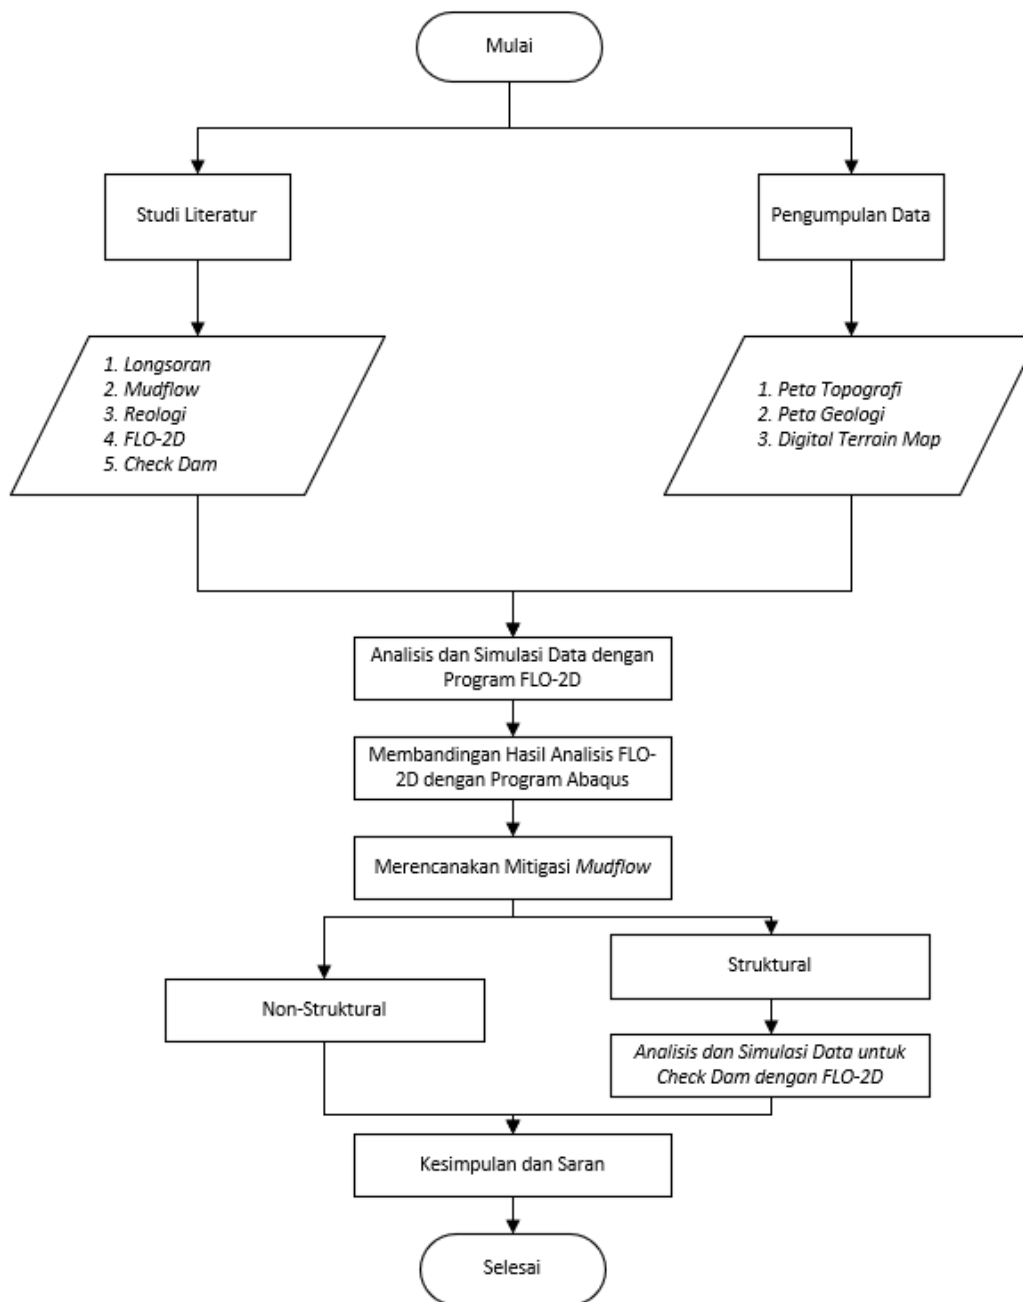 Mulai
Studi Literatur
Pengumpulan Data
1. Longsoran
2. Mudflow
3. Reologi
4. FLO-2D
5. Check Dam
1. Peta Topografi
2. Peta Geologi
3. Digital Terrain Map
Analisis dan Simulasi Data dengan
Program FLO-2D
Membandingan Hasil Analisis FLO-
2D dengan Program Abaqus
Merencanakan Mitigasi Mudflow
Struktural
Non-Struktural
Analisis dan Simulasi Data untuk
Check Dam dengan FLO-2D
Kesimpulan dan Saran
Selesai